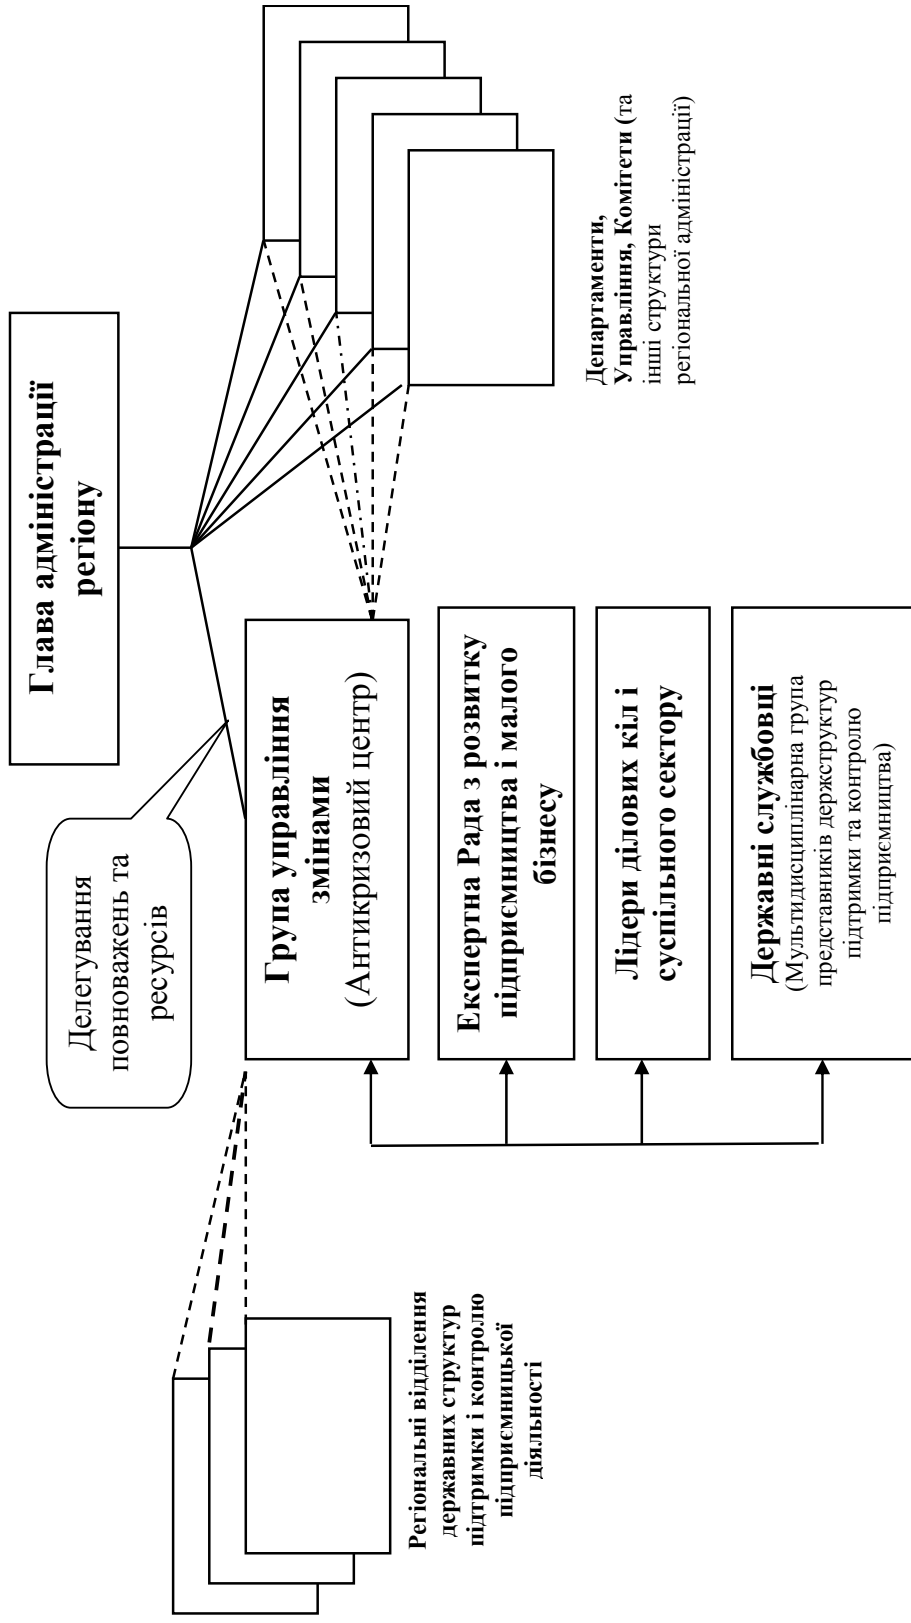 Глава адміністрації
регіону
Делегування
повноважень та
ресурсів
Група управління
змінами
(Антикризовий центр)
Експертна Рада з розвитку
підприємництва і малого
бізнесу
Лідери ділових кіл і
суспільного сектору
Державні службовці
(Мультидисциплінарна група
представників держструктур
підтримки та контролю
підприємництва)
Регіональні відділення
державних структур
підтримки і контролю
підприємницької
діяльності
Департаменти,
Управління, Комітети (та
інші структури
регіональної адміністрації)